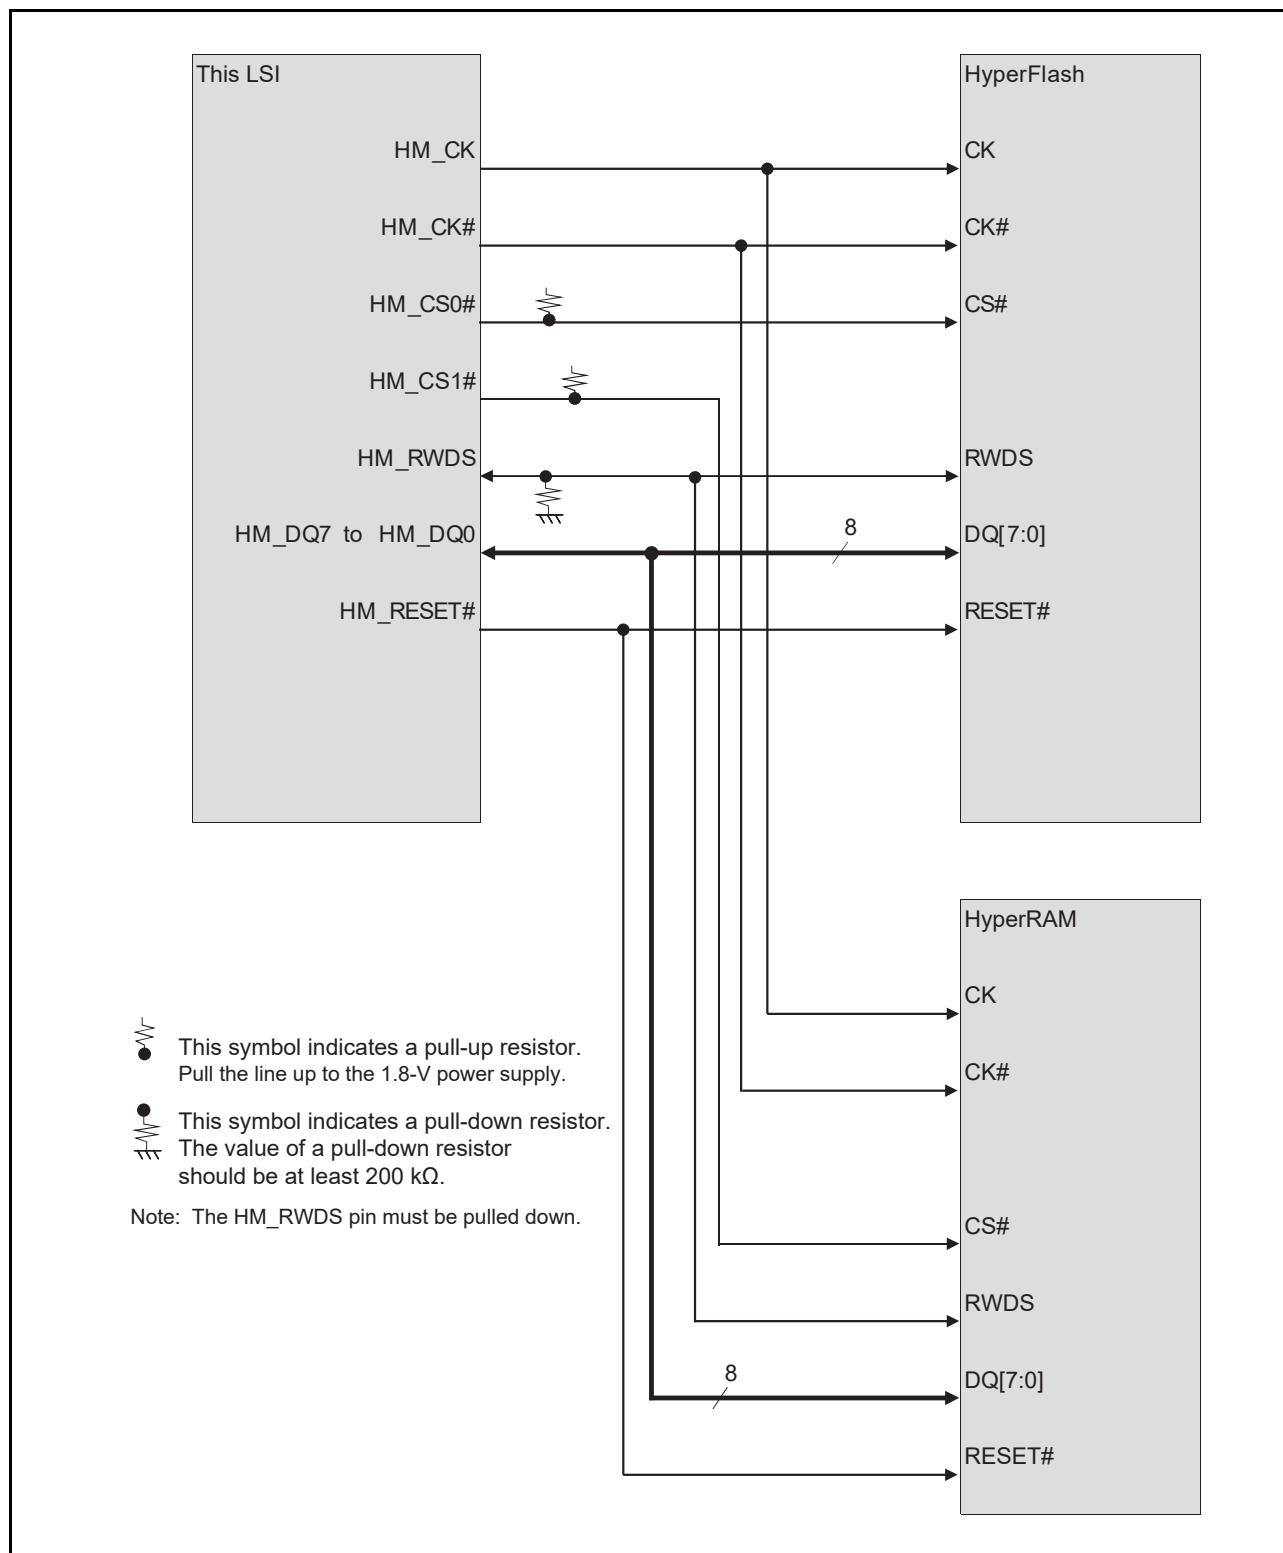 This LSI
HM_CK
HM_CK#
HM_CS0#
HM_CS1#
HM_RWDS
HM_DQ7 to HM_DQ0
HM_RESET#
HyperFlash
CK
CK#
CS#
RWDS
8
DQ[7:0]
RESET#
HyperRAM
CK
CK#
CS#
RWDS
8
DQ[7:0]
RESET#
This symbol indicates a pull-up resistor.
Pull the line up to the 1.8-V power supply.
This symbol indicates a pull-down resistor.
The value of a pull-down resistor
should be at least 200 kΩ.
Note: The HM_RWDS pin must be pulled down.